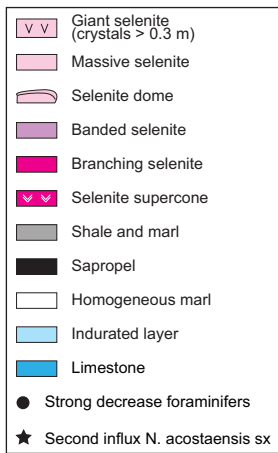 Giant selenite
(crystals > 0.3 m)
Massive selenite
Selenite dome
Banded selenite
Branching selenite
Selenite supercone
Shale and marl
Sapropel
Homogeneous marl
Indurated layer
Limestone
Strong decrease foraminifers
Second influx N. acostaensis sx